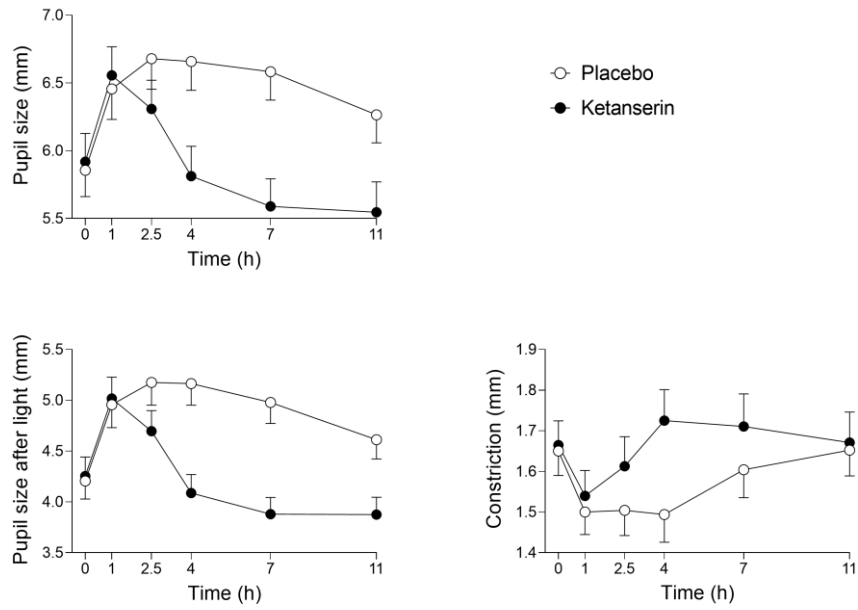 7.0
6.5
6.0
5.5
Pupil size (mm)
0 1 2.5 4 7 11
Time (h)
Placebo
Ketanserin
5.5
5.0
4.5
4.0
3.5
Pupil size after light (mm)
0 1 2.5 4 7 11
Time (h)
1.9
1.8
1.7
1.6
1.5
1.4
Constriction (mm)
0 1 2.5 4 7 11
Time (h)